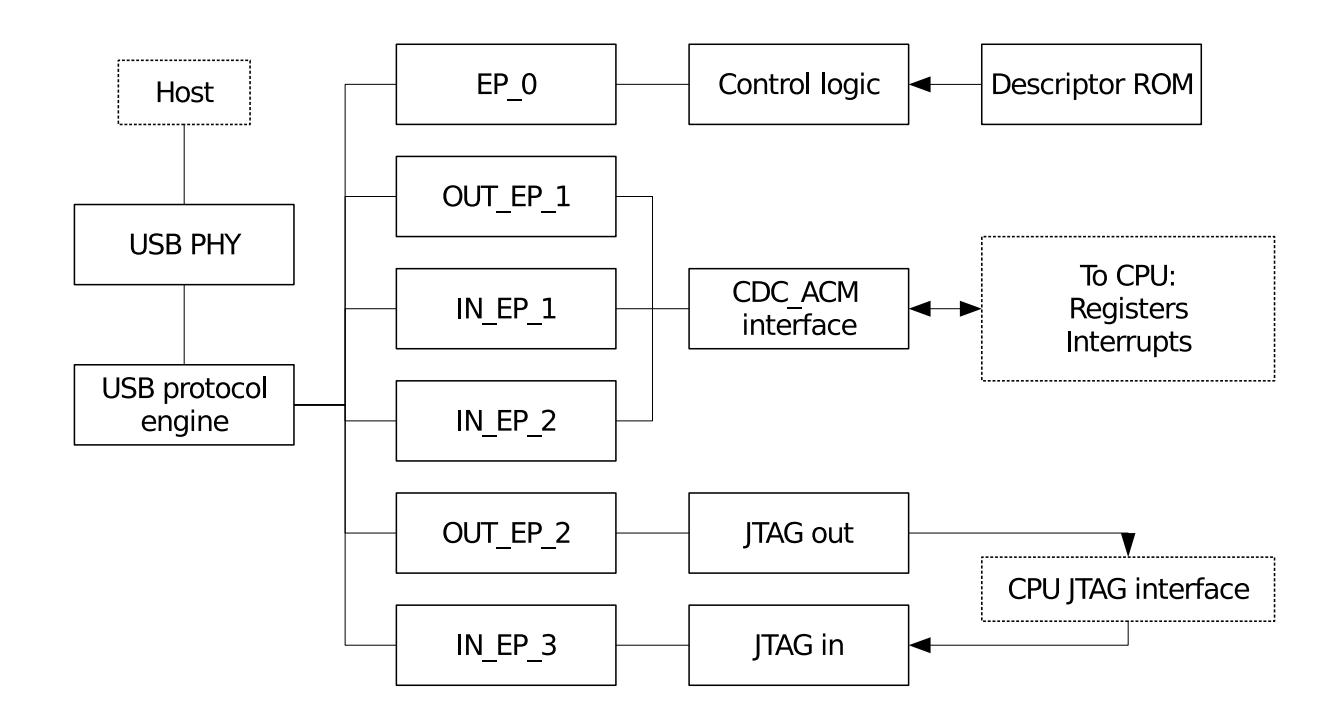 Host
USB PHY
USB protocol
engine
EP_0
Control logic
Descriptor ROM
OUT_EP_1
IN_EP_1
IN_EP_2
CDC_ACM
interface
To CPU:
Registers
Interrupts
OUT_EP_2
JTAG out
CPU JTAG interface
IN_EP_3
JTAG in